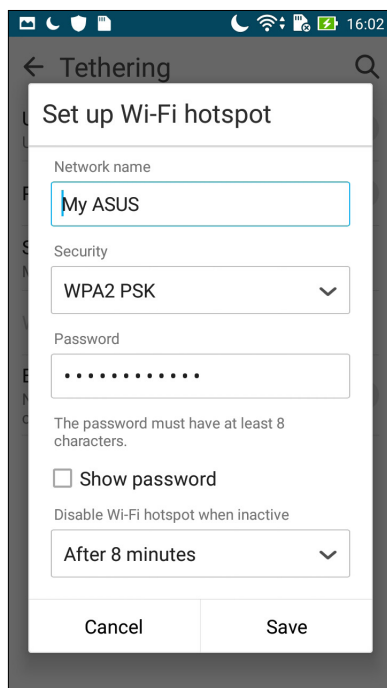 16:02
Tethering
Set up Wi-Fi hotspot
Network name
My ASUS
Security
WPA2 PSK
Password
••••••••••••
The password must have at least 8
characters.
Show password
Disable Wi-Fi hotspot when inactive
After 8 minutes
Cancel
Save